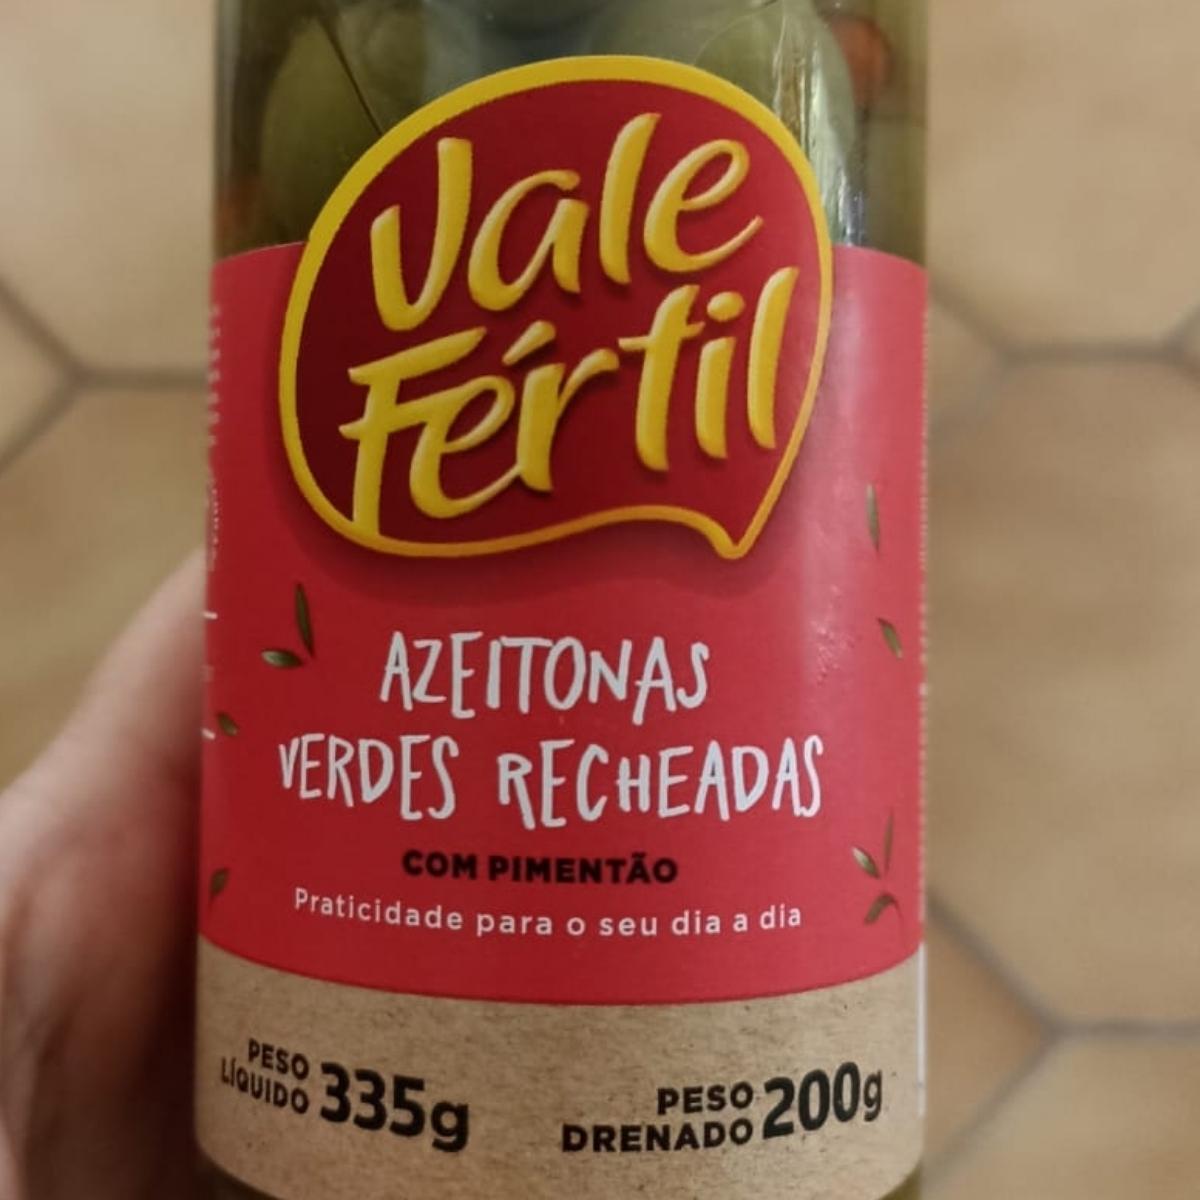 Vale
Fértil
AZEITONAS
VERDES RECHEADAS
COM PIMENTÃO
Praticidade para o seu dia a dia
PESO
LÍQUIDO 335g
PESO
DRENADO 200g